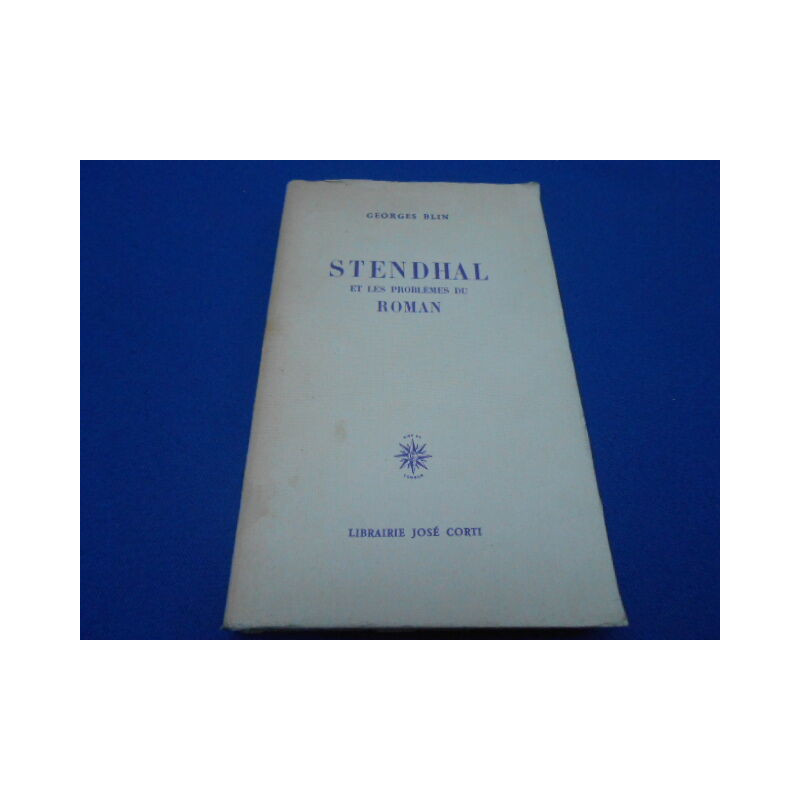 GEORGES BLIN
STENDHAL
ET LES PROBLÈMES DU
ROMAN
LIBRAIRIE JOSÉ CORTI